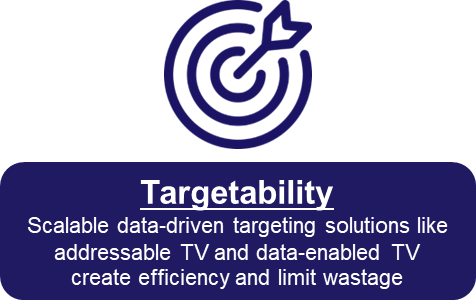 Targetability
Scalable data-driven targeting solutions like
addressable TV and data-enabled TV
create efficiency and limit wastage